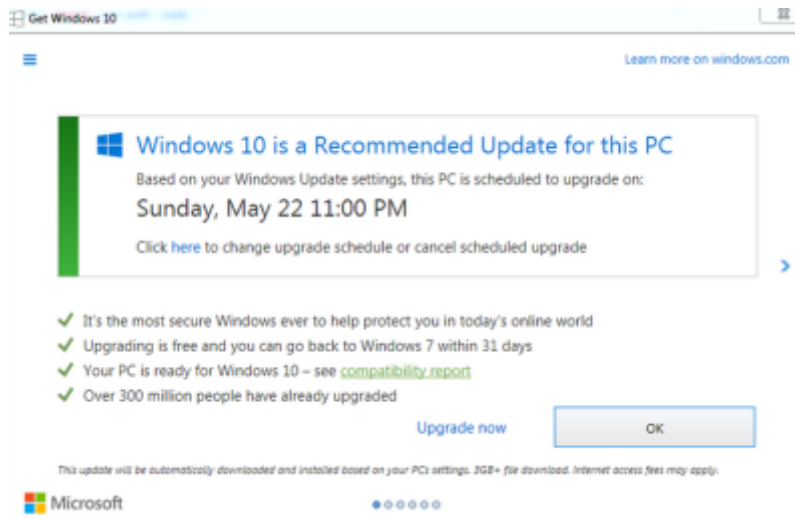 Get Windows 10
Learn more on windows.com
Windows 10 is a Recommended Update for this PC
Based on your Windows Update settings, this PC is scheduled to upgrade on:
Sunday, May 22 11:00 PM
Click here to change upgrade schedule or cancel scheduled upgrade
It's the most secure Windows ever to help protect you in today's online world
Upgrading is free and you can go back to Windows 7 within 31 days
Your PC is ready for Windows 10 – see compatibility report
Over 300 million people have already upgraded
Upgrade now
OK
This update will be automatically downloaded and installed based on your PCs settings. 3GB+ file download. Internet access fees may apply.
Microsoft